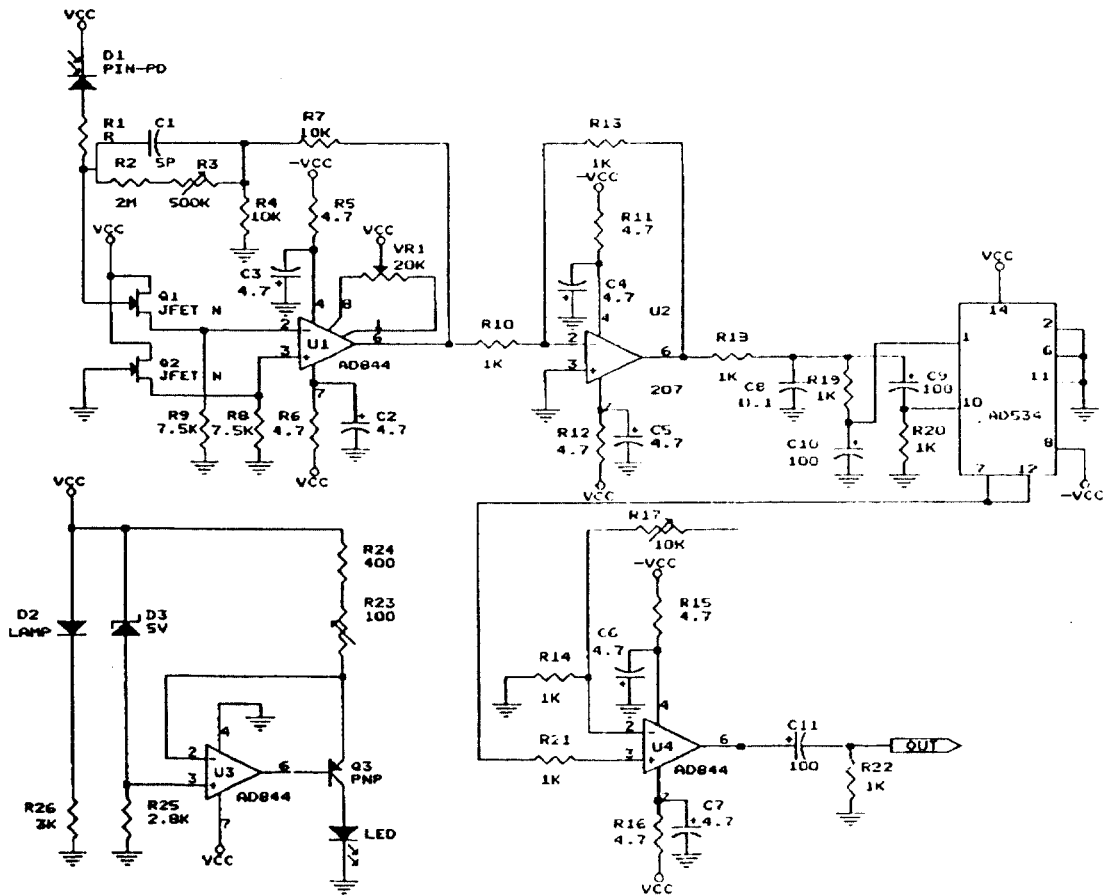 VCC
D1
PIN-PD
R1
R
C1
5P
R2
2M
R3
500K
R7
10K
R4
10K
-VCC
R5
4.7
VCC
VR1
20K
C3
4.7
+
4
8
1
VCC
Q1
JFET N
Q2
JFET N
2
3
-
+
U1
6
AD844
7
R9
7.5K
R8
7.5K
R6
4.7
+
C2
4.7
VCC
R10
1K
R13
1K
-VCC
R11
4.7
C4
4.7
+
4
U2
2
3
-
+
6
207
7
R12
4.7
C5
4.7
+
VCC
R13
1K
C8
0.1
R19
1K
C9
100
+
C10
100
+
R20
1K
VCC
14
1
2
6
11
10
AD534
8
7
12
-VCC
VCC
R24
400
R23
100
D2
LAMP
D3
5V
4
2
3
-
+
U3
6
AD844
7
VCC
Q3
PNP
R26
3K
R25
2.8K
LED
R17
10K
-VCC
R15
4.7
C6
4.7
+
4
R14
1K
R21
1K
2
3
-
+
U4
6
AD844
7
R16
4.7
C7
4.7
+
VCC
C11
100
+
R22
1K
OUT